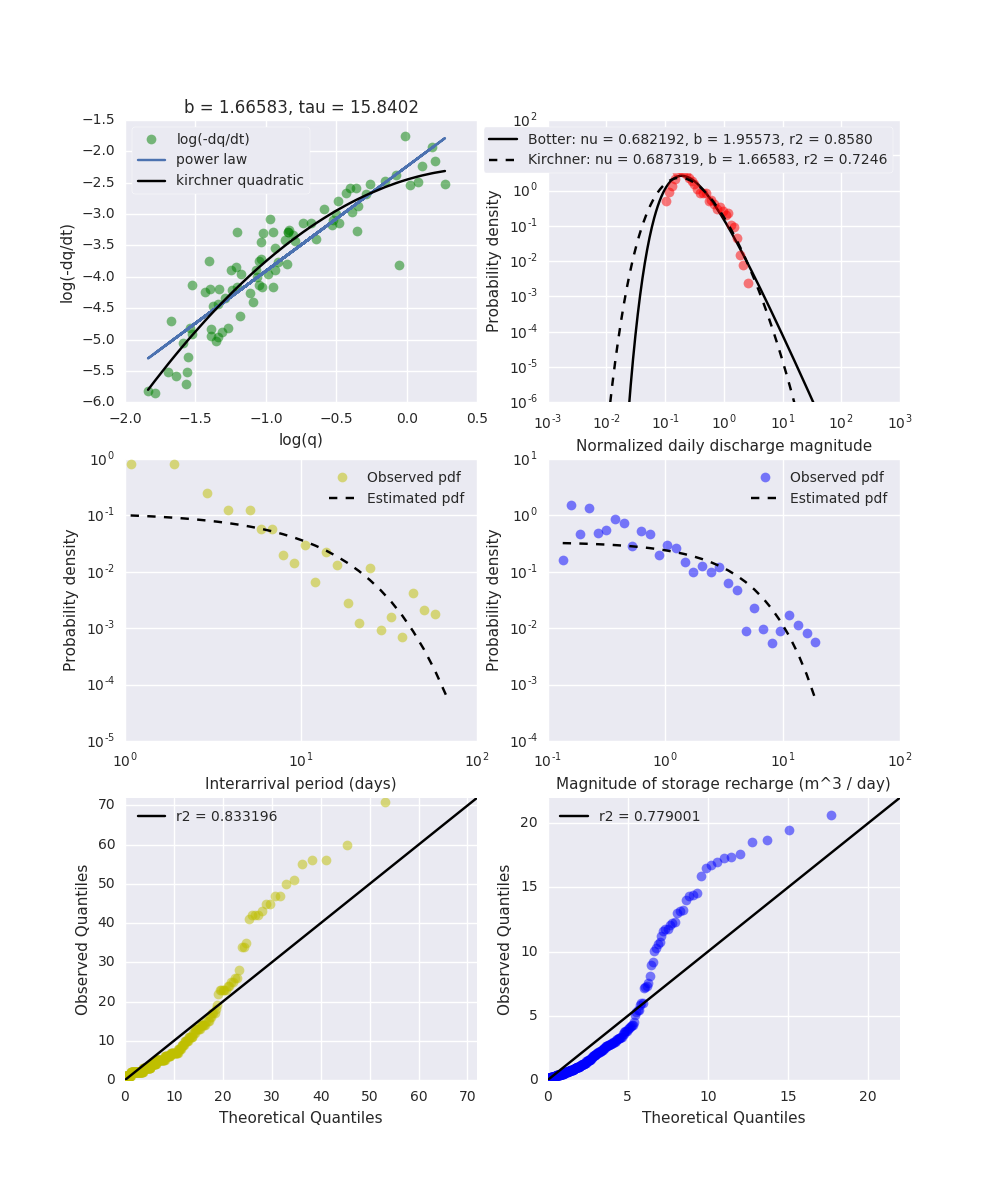 b = 1.66583, tau = 15.8402
log(-dq/dt)
power law
kirchner quadratic
−1.5
−2.0
−2.5
−3.0
−3.5
−4.0
−4.5
−5.0
−5.5
−6.0
log(-dq/dt)
−2.0 −1.5 −1.0 −0.5 0.0 0.5
log(q)
Botter: nu = 0.682192, b = 1.95573, r2 = 0.8580
Kirchner: nu = 0.687319, b = 1.66583, r2 = 0.7246
10^2
10^0
10^-1
10^-2
10^-3
10^-4
10^-5
10^-6
Probability density
10^-3 10^-2 10^-1 10^0 10^1 10^2 10^3
Normalized daily discharge magnitude
Observed pdf
Estimated pdf
10^0
10^-1
10^-2
10^-3
10^-4
10^-5
Probability density
10^0 10^1 10^2
Interarrival period (days)
Observed pdf
Estimated pdf
10^1
10^0
10^-1
10^-2
10^-3
10^-4
Probability density
10^-1 10^0 10^1 10^2
Magnitude of storage recharge (m^3 / day)
r2 = 0.833196
70
60
50
40
30
20
10
0
Observed Quantiles
0 10 20 30 40 50 60 70
Theoretical Quantiles
r2 = 0.779001
20
15
10
5
0
Observed Quantiles
0 5 10 15 20
Theoretical Quantiles